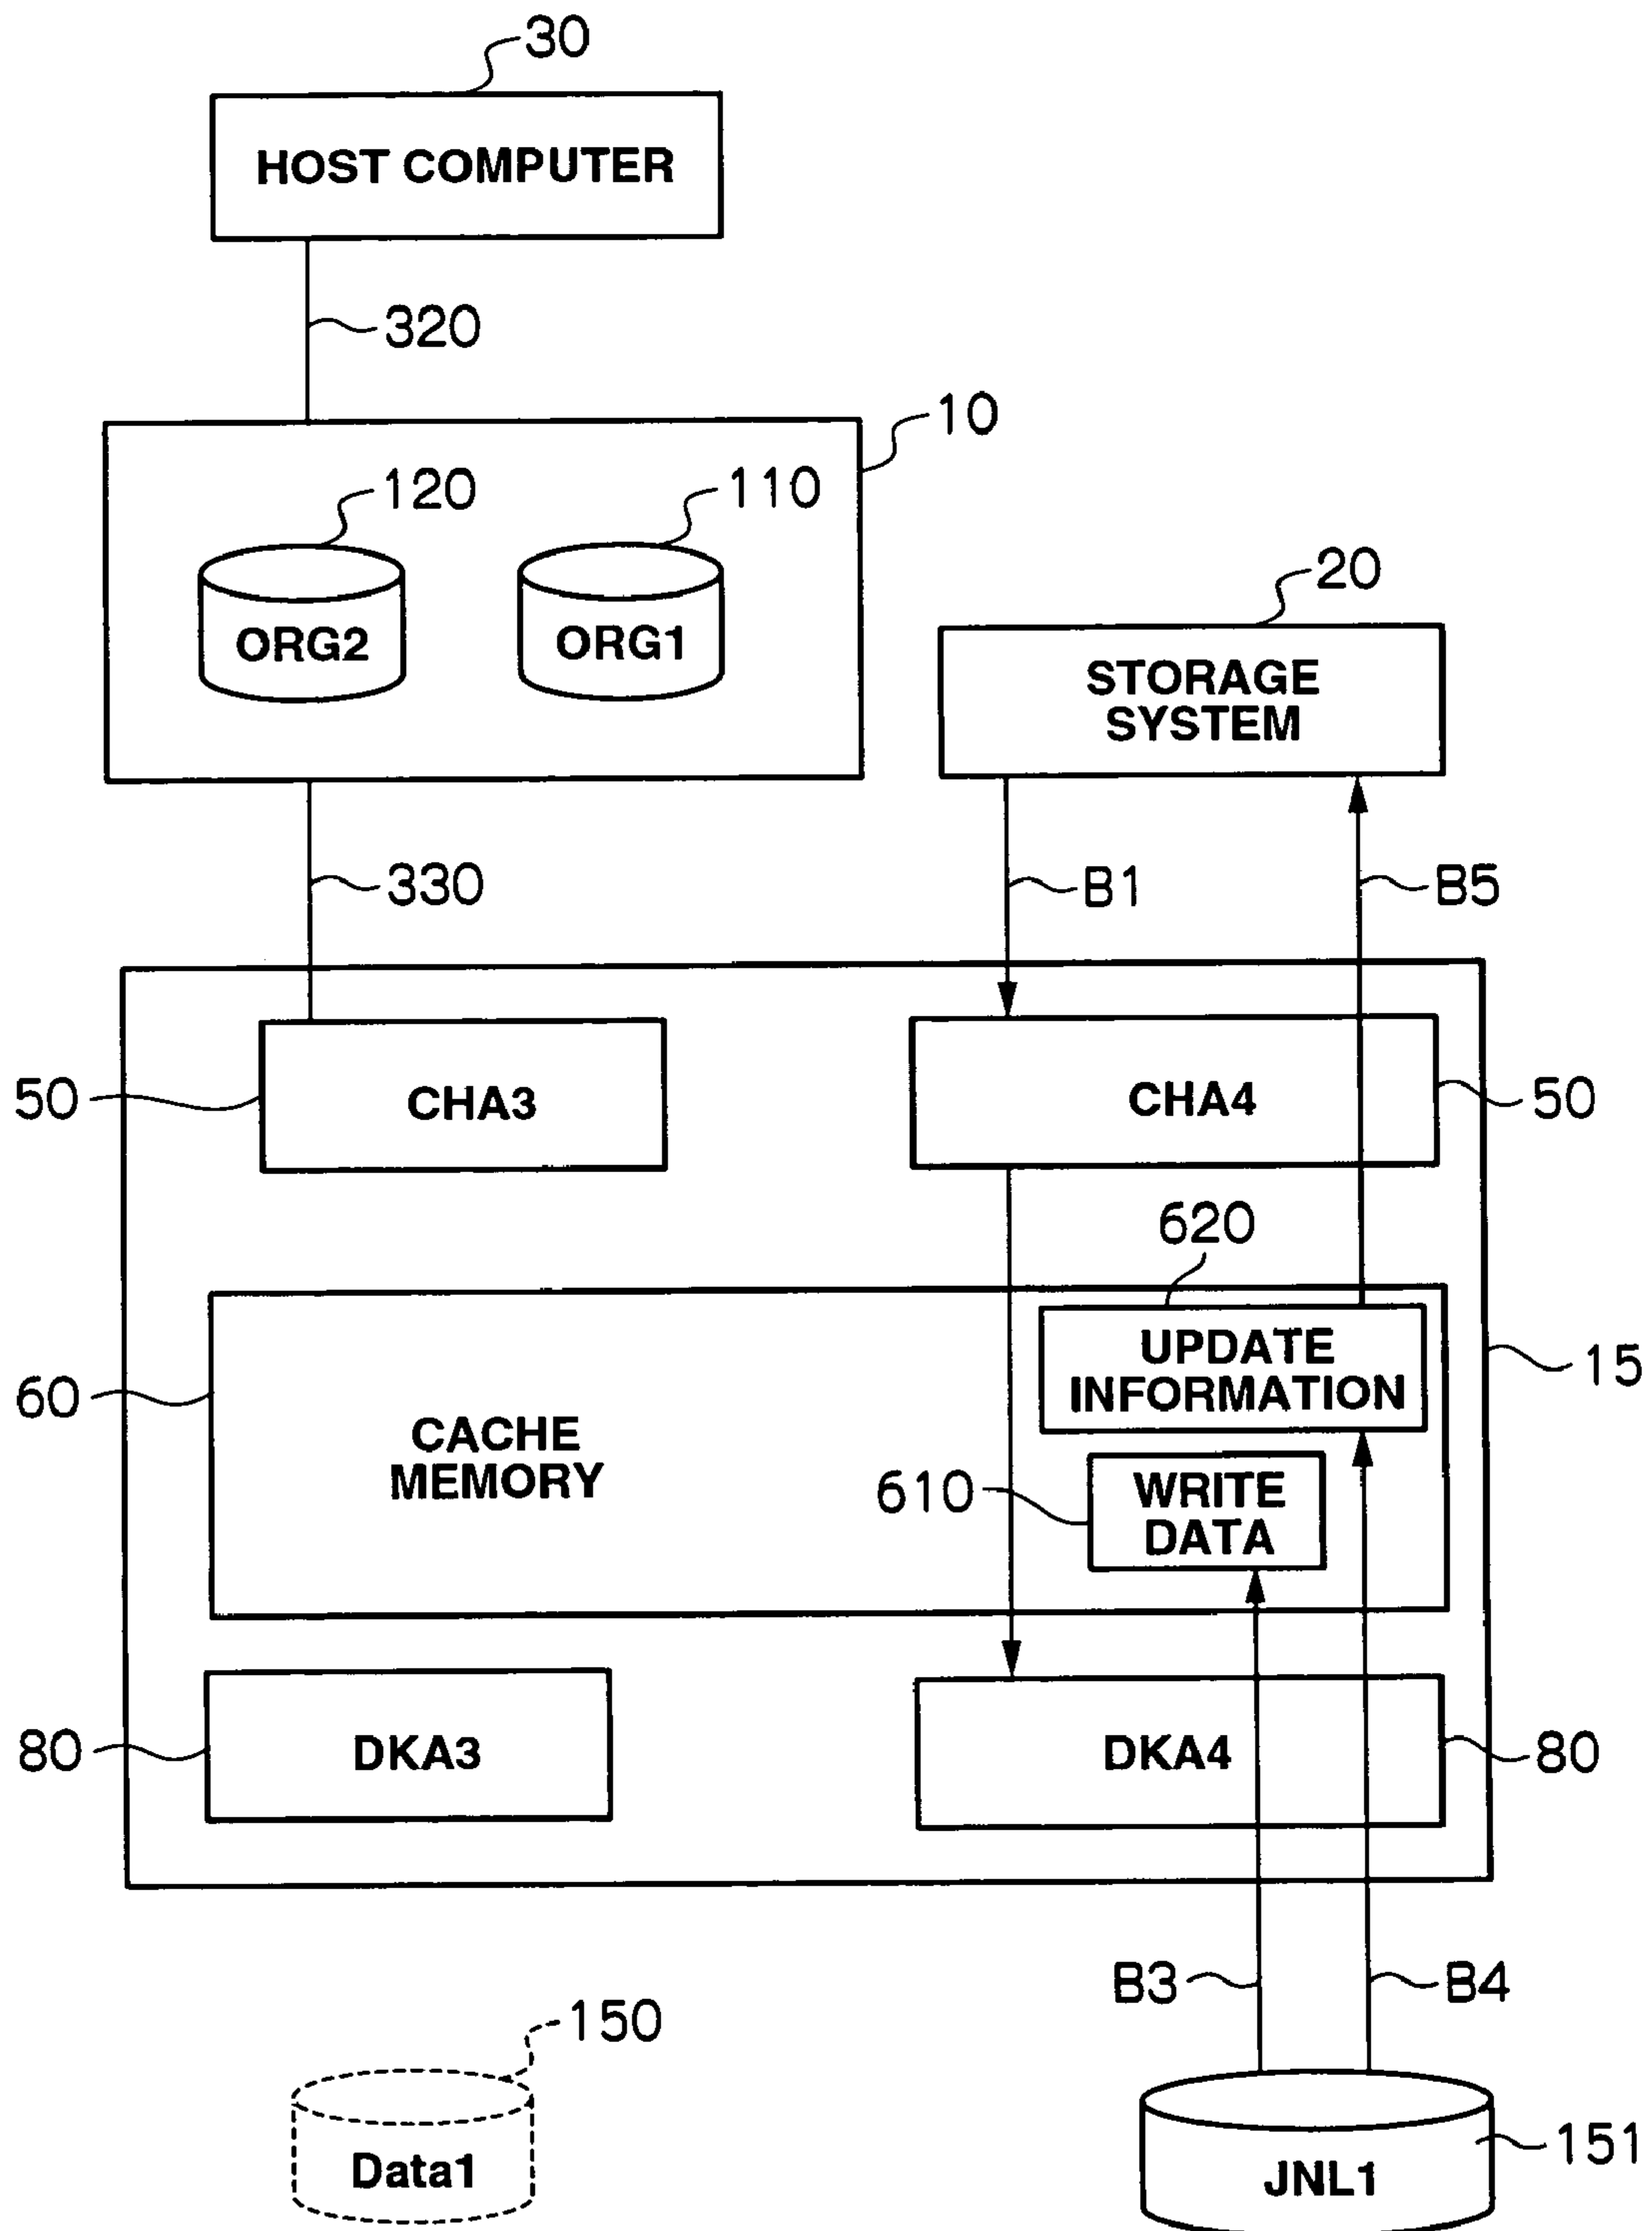 30
HOST COMPUTER
320
10
120
110
ORG2
ORG1
20
STORAGE
SYSTEM
330
B1
B5
50
CHA3
CHA4
50
620
UPDATE
INFORMATION
15
60
CACHE
MEMORY
610
WRITE
DATA
80
DKA3
DKA4
80
B3
B4
150
Data1
151
JNL1